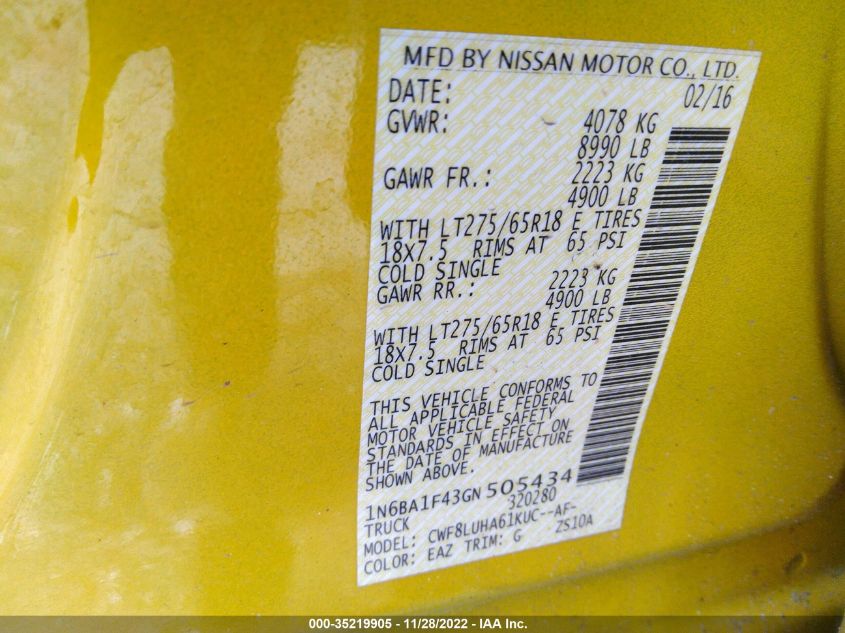 MFD BY NISSAN MOTOR CO., LTD.
DATE: 02/16
GVWR: 4078 KG
8990 LB
GAWR FR.: 2223 KG
4900 LB
WITH LT275/65R18 E TIRES
18X7.5 RIMS AT 65 PSI
COLD SINGLE
GAWR RR.: 2223 KG
4900 LB
WITH LT275/65R18 E TIRES
18X7.5 RIMS AT 65 PSI
COLD SINGLE
THIS VEHICLE CONFORMS TO
ALL APPLICABLE FEDERAL
MOTOR VEHICLE SAFETY
STANDARDS IN EFFECT ON
THE DATE OF MANUFACTURE
SHOWN ABOVE.
1N6BA1F43GN505434
TRUCK 320280
MODEL: CWF8LUHA61KUC--AF-
COLOR: EAZ TRIM: G ZS10A
000-35219905 - 11/28/2022 - IAA Inc.